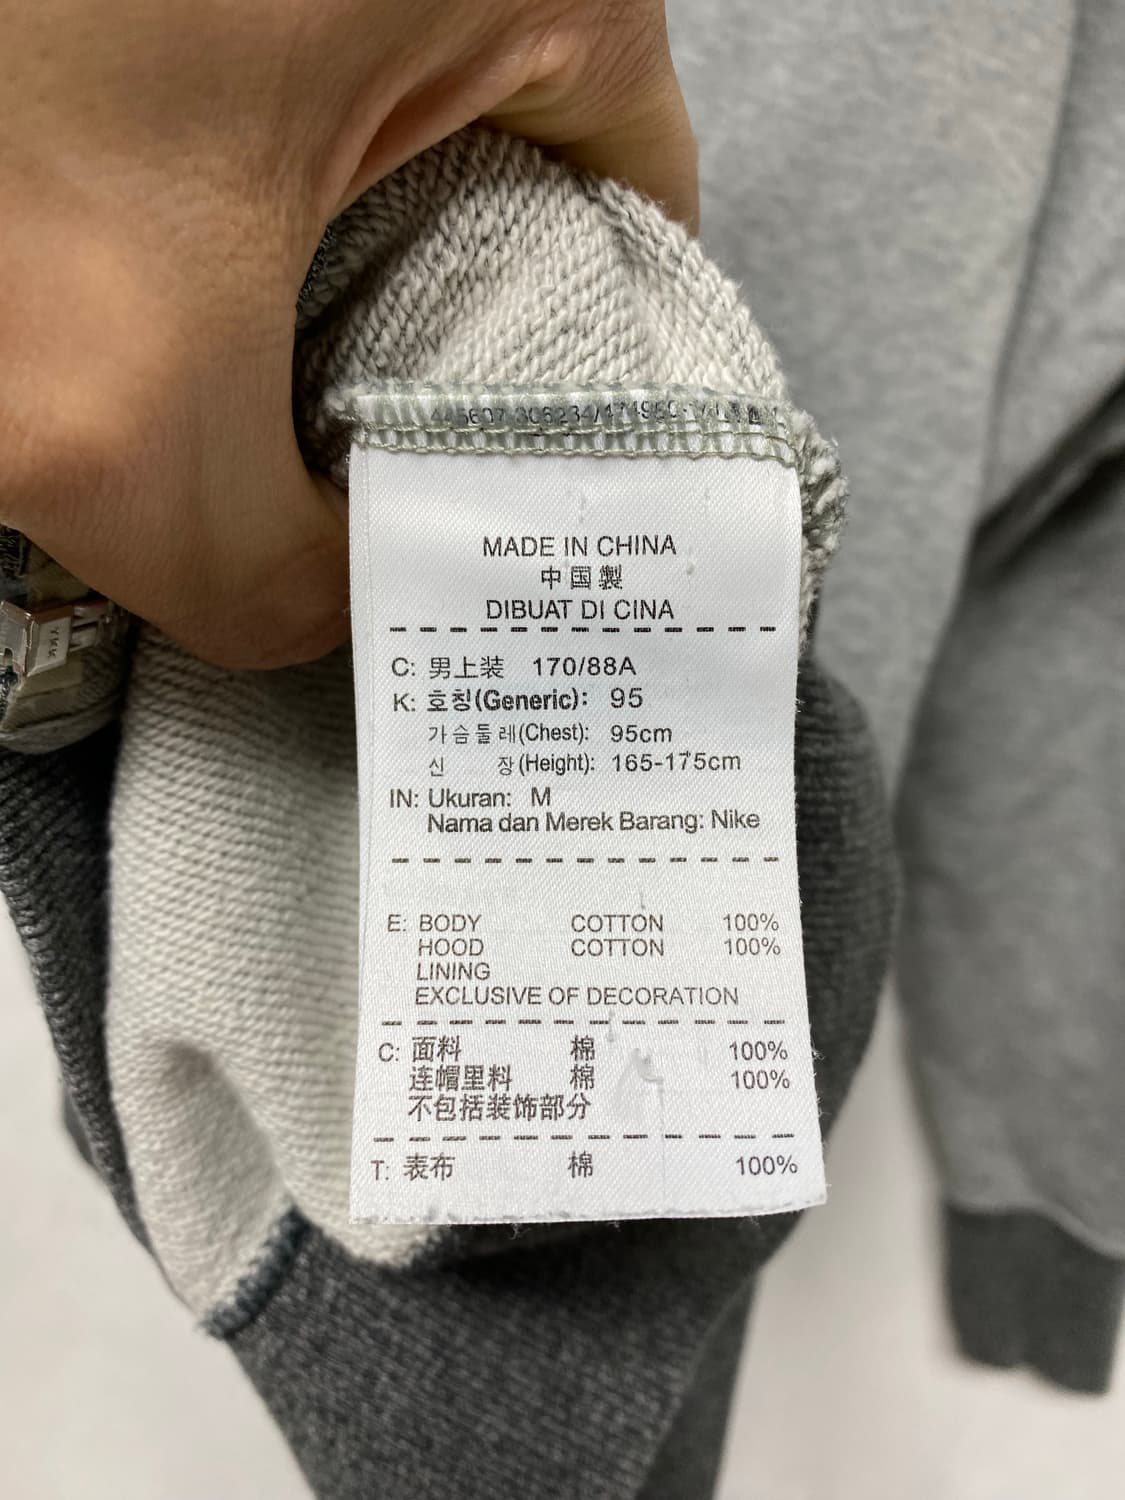 MADE IN CHINA
中国製
DIBUAT DI CINA
C: 男上装 170/88A
K: 호칭(Generic): 95
가슴둘레(Chest): 95cm
신 장(Height): 165-175cm
IN: Ukuran: M
Nama dan Merek Barang: Nike
E: BODY COTTON 100%
HOOD COTTON 100%
LINING
EXCLUSIVE OF DECORATION
C: 面料 棉 100%
连帽里料 棉 100%
不包括装饰部分
T: 表布 棉 100%
YKK